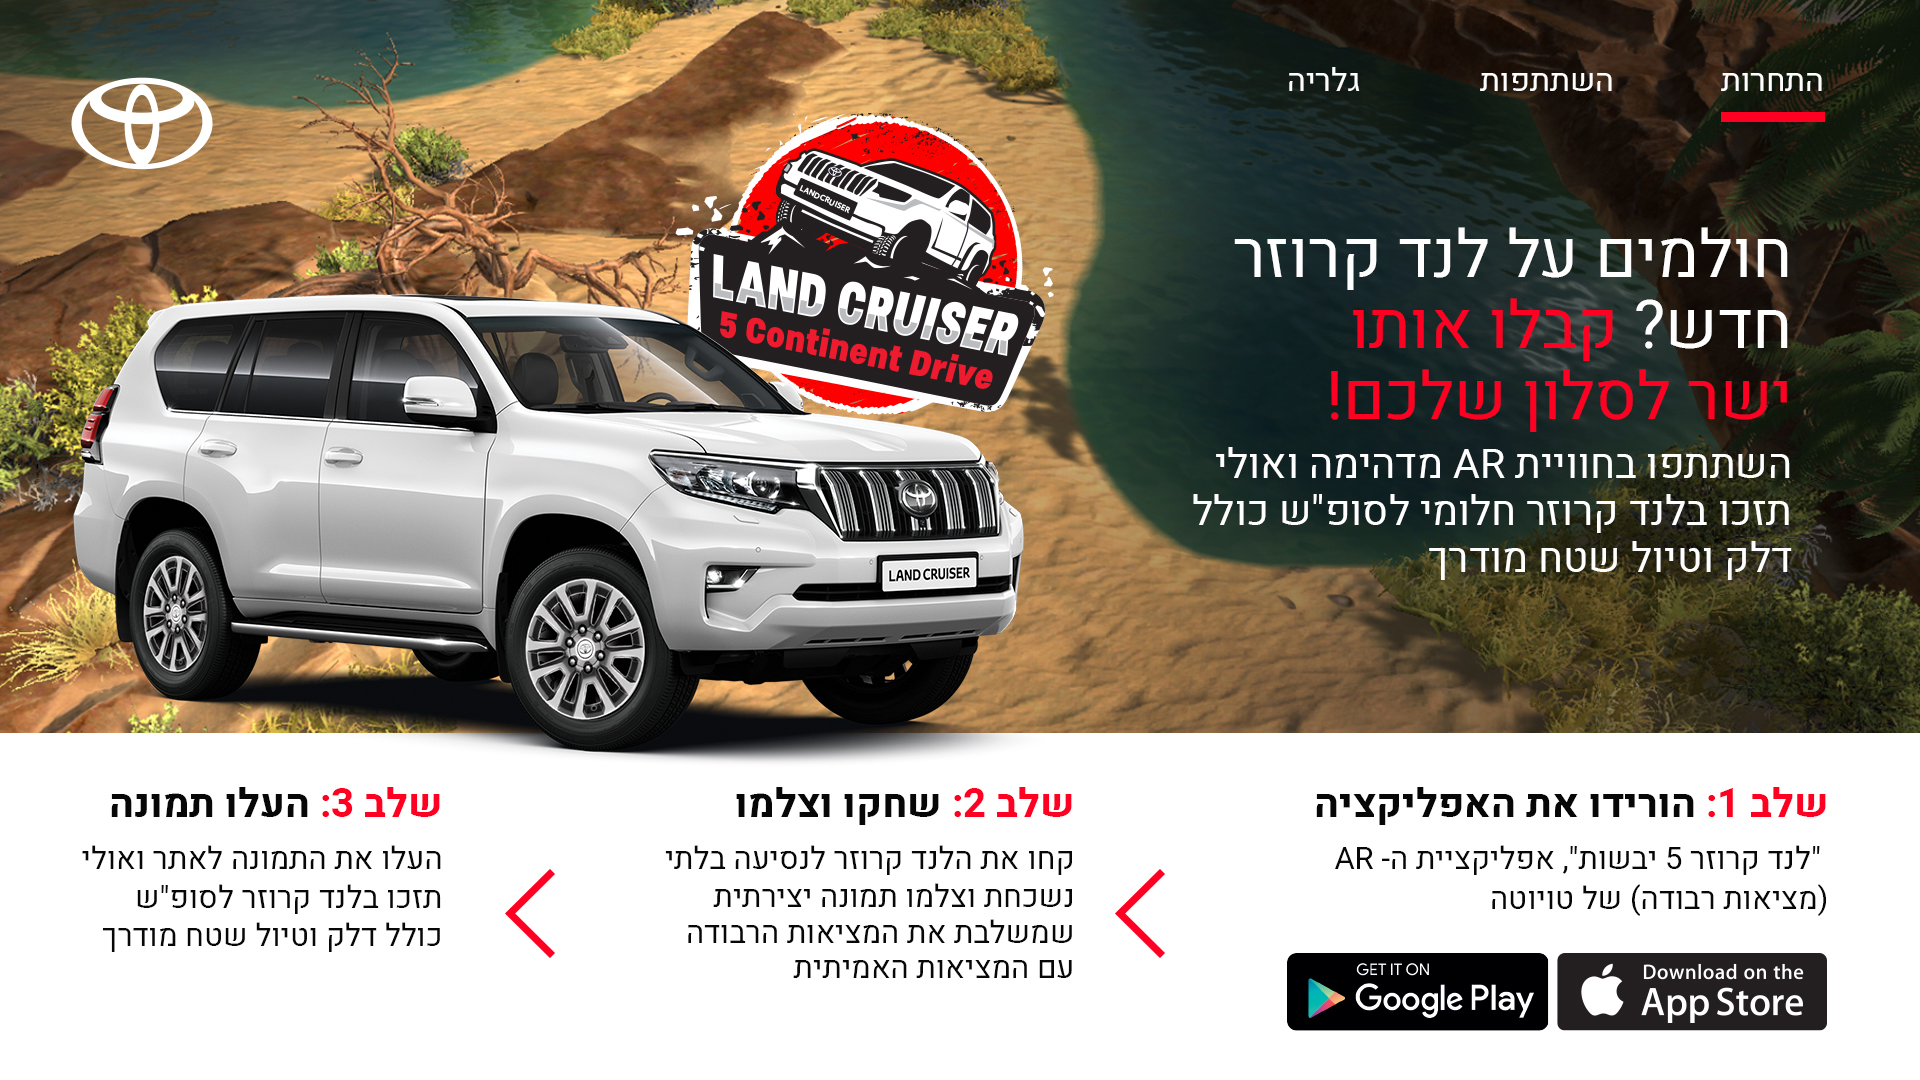 התחרות
השתתפות
גלריה
LAND CRUISER
LAND CRUISER
5 Continent Drive
חולמים על לנד קרוזר
חדש? קבלו אותו
ישר לסלון שלכם!
השתתפו בחוויית AR מדהימה ואולי
תזכו בלנד קרוזר חלומי לסופ"ש כולל
דלק וטיול שטח מודרך
LAND CRUISER
שלב 1: הורידו את האפליקציה
"לנד קרוזר 5 יבשות", אפליקציית ה- AR
(מציאות רבודה) של טויוטה
GET IT ON
Google Play
Download on the
App Store
שלב 2: שחקו וצלמו
קחו את הלנד קרוזר לנסיעה בלתי
נשכחת וצלמו תמונה יצירתית
שמשלבת את המציאות הרבודה
עם המציאות האמיתית
שלב 3: העלו תמונה
העלו את התמונה לאתר ואולי
תזכו בלנד קרוזר לסופ"ש
כולל דלק וטיול שטח מודרך